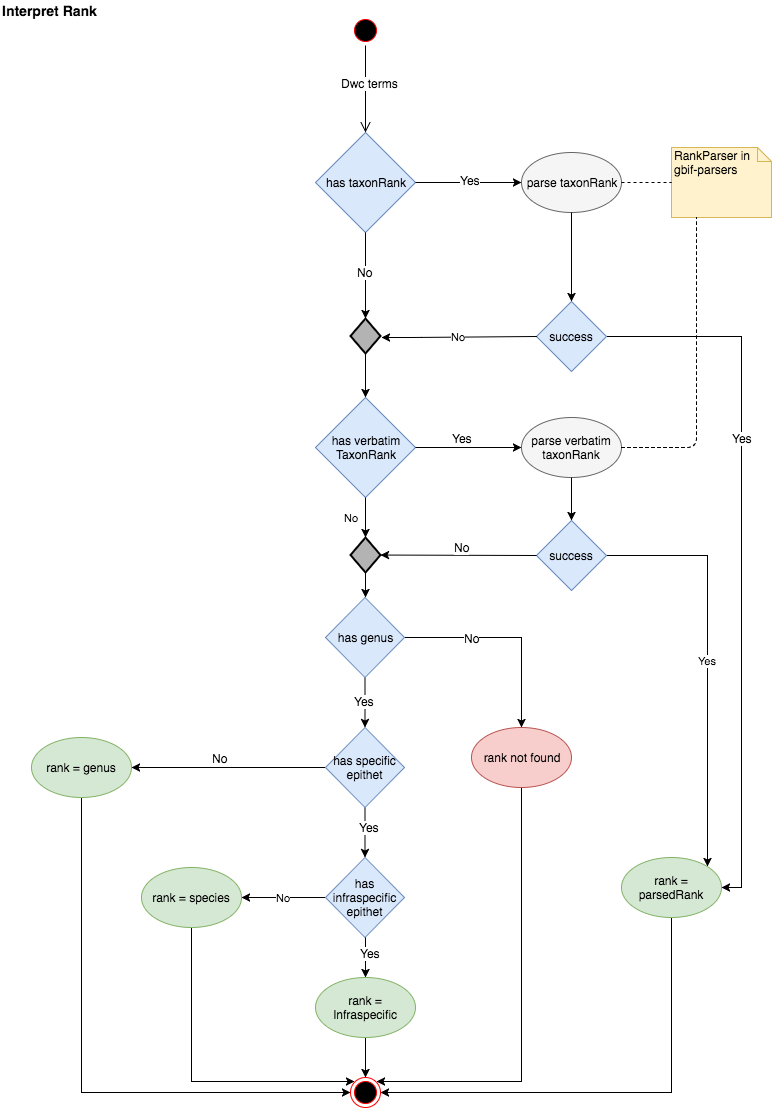 Interpret Rank
Dwc terms
has taxonRank
Yes
parse taxonRank
RankParser in
gbif-parsers
No
No
success
Yes
has verbatim
TaxonRank
Yes
parse verbatim
taxonRank
No
No
success
Yes
has genus
No
Yes
rank not found
has specific
epithet
No
rank = genus
Yes
has
infraspecific
epithet
No
rank = species
rank =
parsedRank
Yes
rank =
Infraspecific